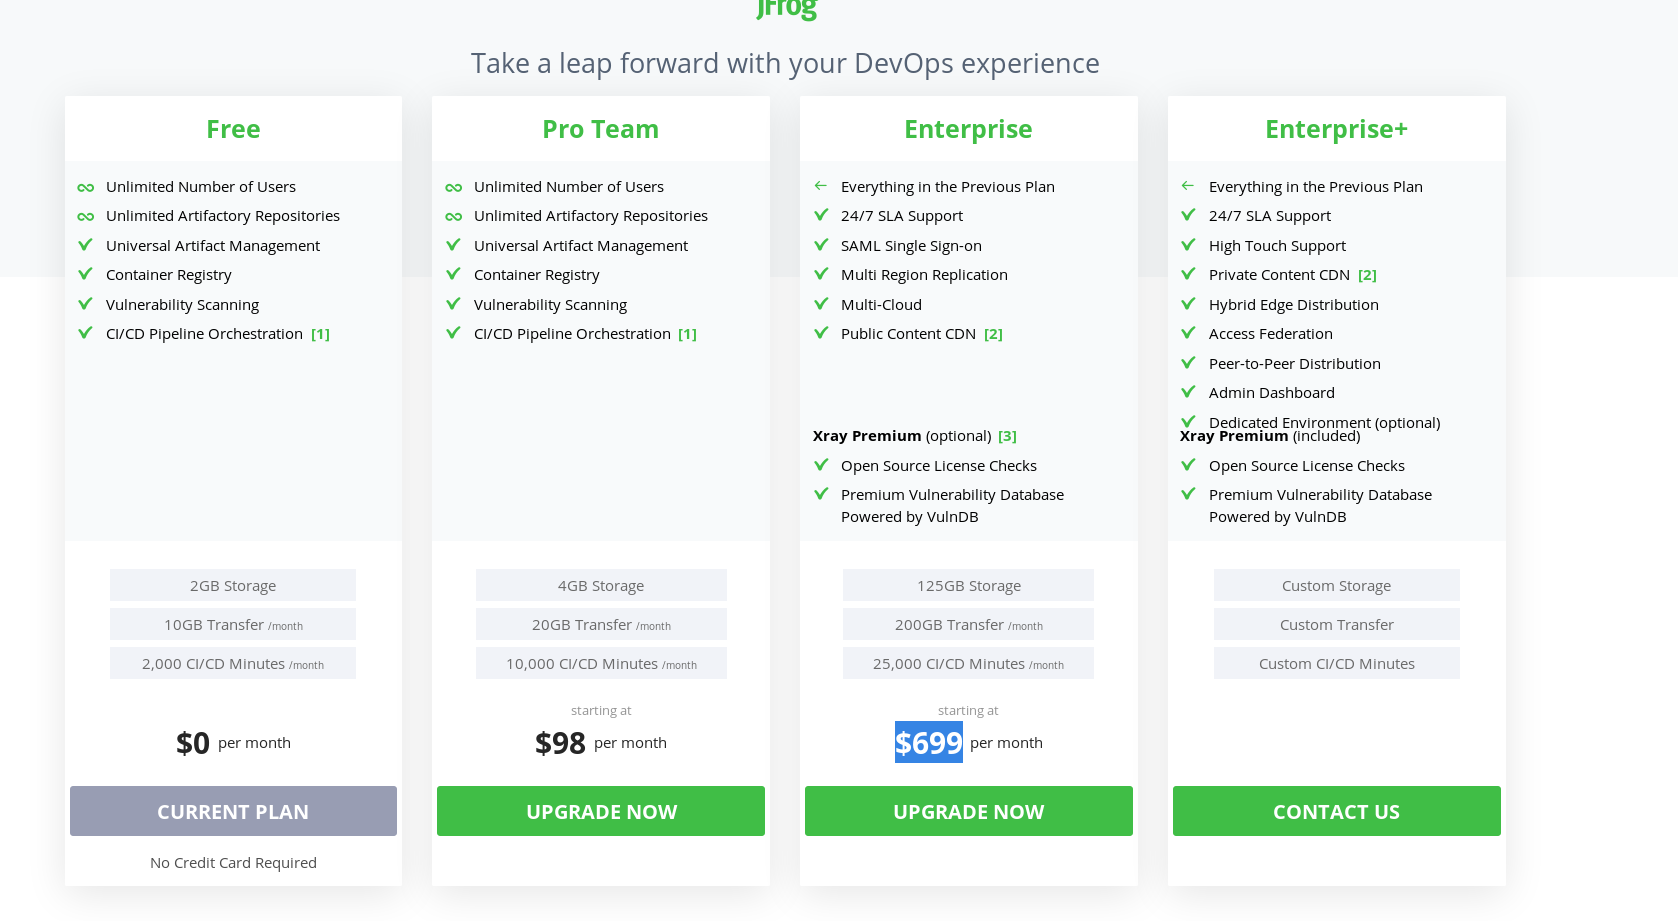 JFrog
Take a leap forward with your DevOps experience
Free
Unlimited Number of Users
Unlimited Artifactory Repositories
Universal Artifact Management
Container Registry
Vulnerability Scanning
CI/CD Pipeline Orchestration [1]
2GB Storage
10GB Transfer /month
2,000 CI/CD Minutes /month
$0 per month
CURRENT PLAN
No Credit Card Required
Pro Team
Unlimited Number of Users
Unlimited Artifactory Repositories
Universal Artifact Management
Container Registry
Vulnerability Scanning
CI/CD Pipeline Orchestration [1]
4GB Storage
20GB Transfer /month
10,000 CI/CD Minutes /month
starting at
$98 per month
UPGRADE NOW
Enterprise
Everything in the Previous Plan
24/7 SLA Support
SAML Single Sign-on
Multi Region Replication
Multi-Cloud
Public Content CDN [2]
Xray Premium (optional) [3]
Open Source License Checks
Premium Vulnerability Database
Powered by VulnDB
125GB Storage
200GB Transfer /month
25,000 CI/CD Minutes /month
starting at
$699 per month
UPGRADE NOW
Enterprise+
Everything in the Previous Plan
24/7 SLA Support
High Touch Support
Private Content CDN [2]
Hybrid Edge Distribution
Access Federation
Peer-to-Peer Distribution
Admin Dashboard
Dedicated Environment (optional)
Xray Premium (included)
Open Source License Checks
Premium Vulnerability Database
Powered by VulnDB
Custom Storage
Custom Transfer
Custom CI/CD Minutes
CONTACT US